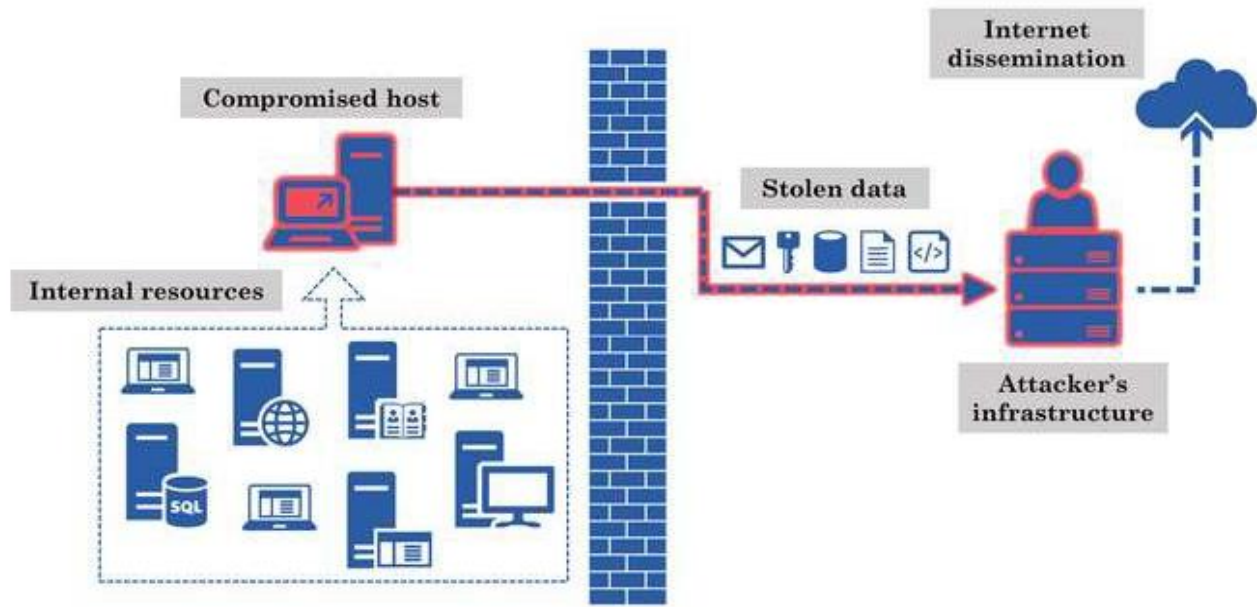 Internet
dissemination
Compromised host
Stolen data
</>
Internal resources
SQL
Attacker's
infrastructure